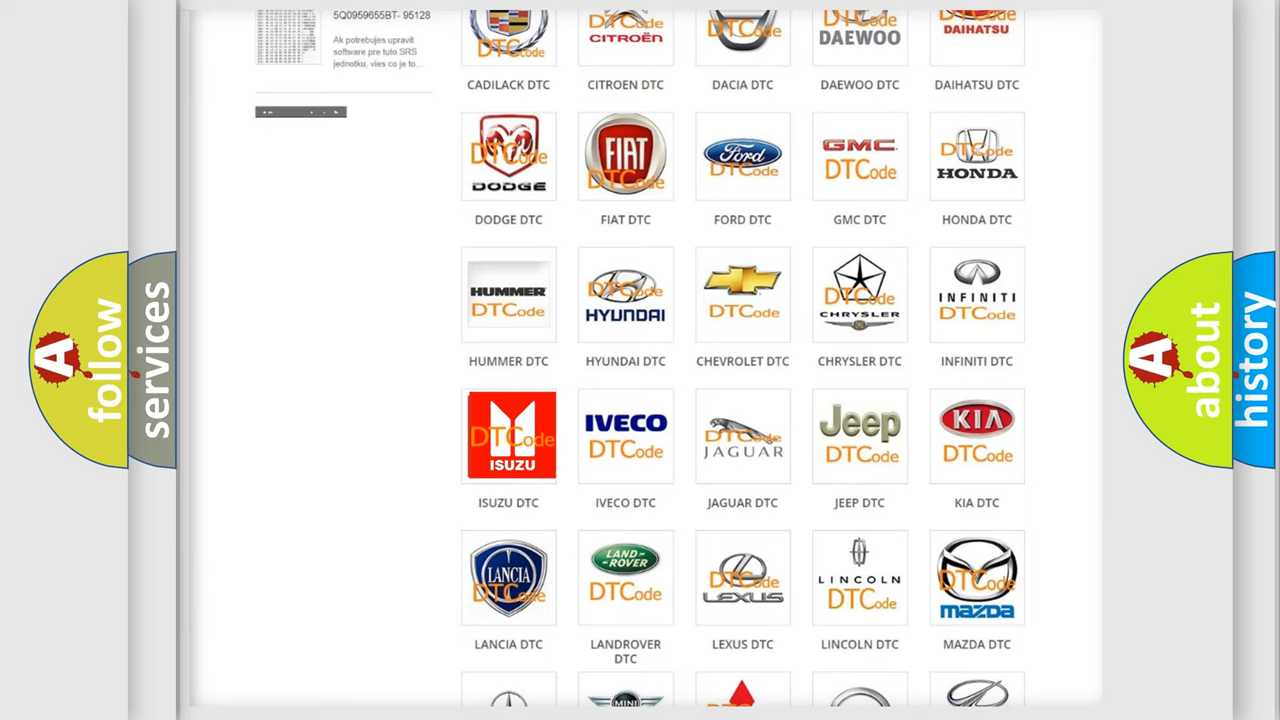 5Q0959655BT- 95128
Ak potrebujes upravit
software pre tuto SRS
jednotku, vies co je to...
DTCode
DTCode
CITROËN
DTCode
DTCode
DAEWOO
DTCode
DAIHATSU
CADILACK DTC
CITROEN DTC
DACIA DTC
DAEWOO DTC
DAIHATSU DTC
DTCode
DODGE
FIAT
DTCode
Ford
DTCode
GMC
DTCode
DTCode
HONDA
DODGE DTC
FIAT DTC
FORD DTC
GMC DTC
HONDA DTC
HUMMER
DTCode
DTCode
HYUNDAI
DTCode
DTCode
CHRYSLER
INFINITI
DTCode
HUMMER DTC
HYUNDAI DTC
CHEVROLET DTC
CHRYSLER DTC
INFINITI DTC
DTCode
ISUZU
IVECO
DTCode
DTCode
JAGUAR
Jeep
DTCode
KIA
DTCode
ISUZU DTC
IVECO DTC
JAGUAR DTC
JEEP DTC
KIA DTC
LANCIA
DTCode
LAND-
ROVER
DTCode
DTCode
LEXUS
LINCOLN
DTCode
DTCode
mazda
LANCIA DTC
LANDROVER
DTC
LEXUS DTC
LINCOLN DTC
MAZDA DTC
MINI
A
follow
services
A
about
history